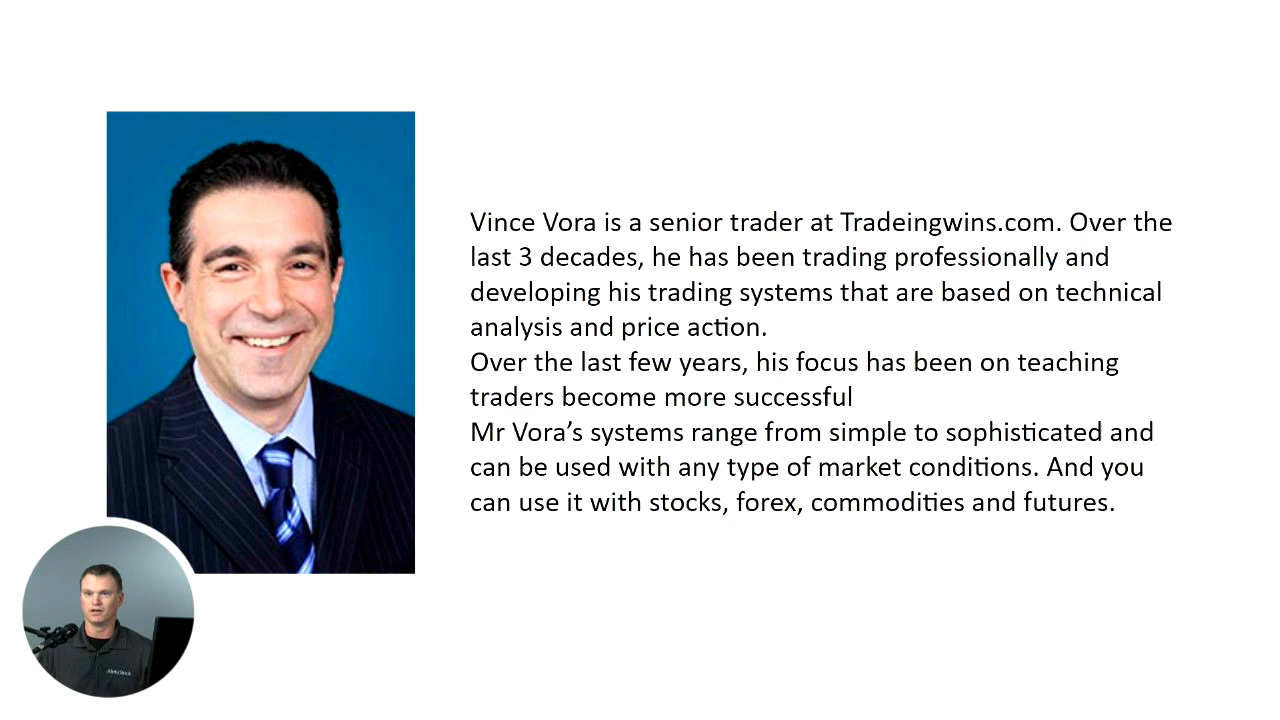 Vince Vora is a senior trader at Tradeingwins.com. Over the
last 3 decades, he has been trading professionally and
developing his trading systems that are based on technical
analysis and price action.
Over the last few years, his focus has been on teaching
traders become more successful
Mr Vora’s systems range from simple to sophisticated and
can be used with any type of market conditions. And you
can use it with stocks, forex, commodities and futures.
MetaStock